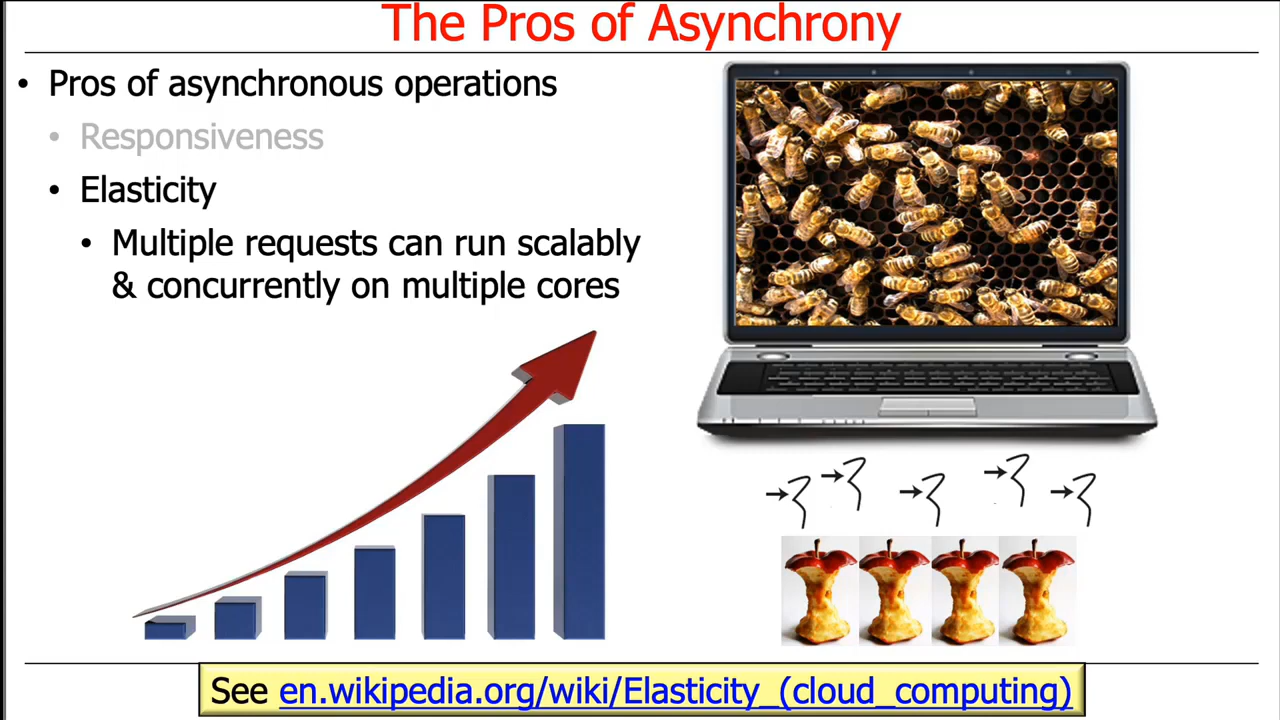 The Pros of Asynchrony
• Pros of asynchronous operations
• Responsiveness
• Elasticity
• Multiple requests can run scalably
& concurrently on multiple cores
See en.wikipedia.org/wiki/Elasticity_(cloud_computing)